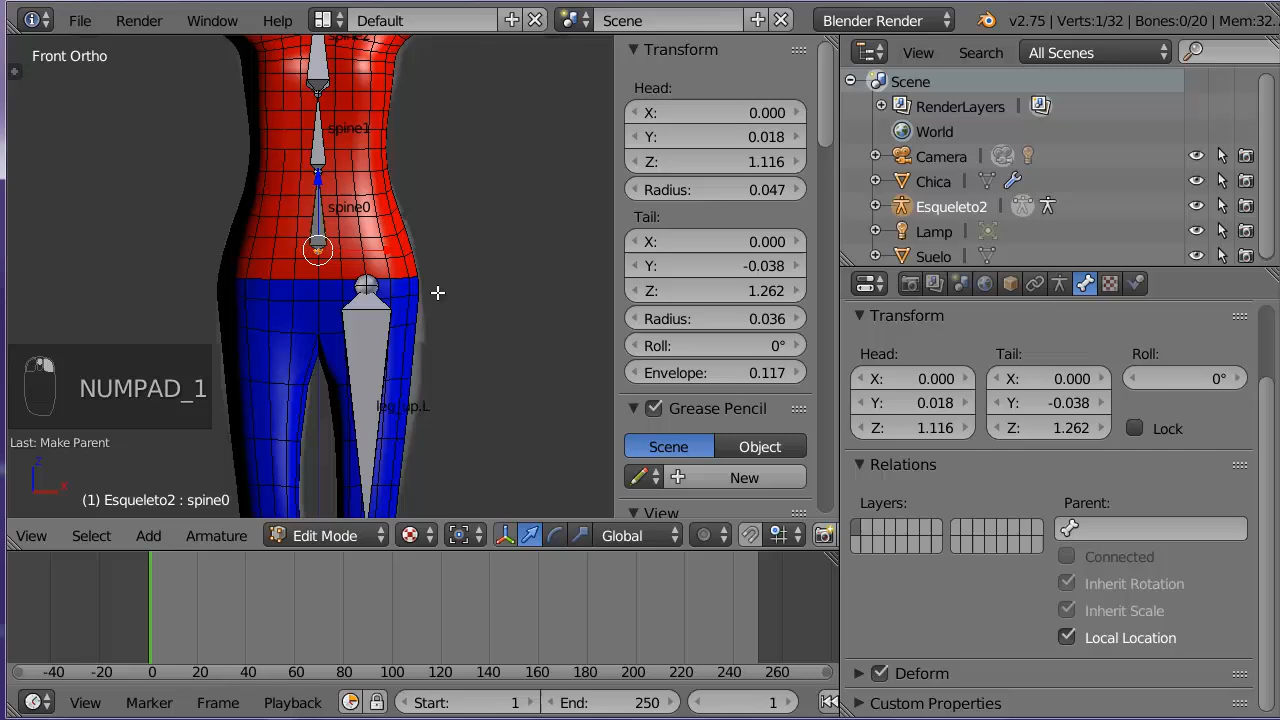 File Render Window Help Default Scene Blender Render v2.75 | Verts:1/32 | Bones:0/20 | Mem:32.
Front Ortho
spine2
spine1
spine0
leg_up.L
NUMPAD_1
Last: Make Parent
z
x
(1) Esqueleto2 : spine0
Transform
Head:
X: 0.000
Y: 0.018
Z: 1.116
Radius: 0.047
Tail:
X: 0.000
Y: -0.038
Z: 1.262
Radius: 0.036
Roll: 0°
Envelope: 0.117
Grease Pencil
Scene Object
New
View
View Select Add Armature Edit Mode Global
-40 -20 0 20 40 60 80 100 120 140 160 180 200 220 240 260
View Marker Frame Playback Start: 1 End: 250 1
View Search All Scenes
Scene
RenderLayers
World
Camera
Chica
Esqueleto2
Lamp
Suelo
Transform
Head: Tail: Roll:
X: 0.000 X: 0.000 0°
Y: 0.018 Y: -0.038
Z: 1.116 Z: 1.262 Lock
Relations
Layers: Parent:
Connected
Inherit Rotation
Inherit Scale
Local Location
Deform
Custom Properties